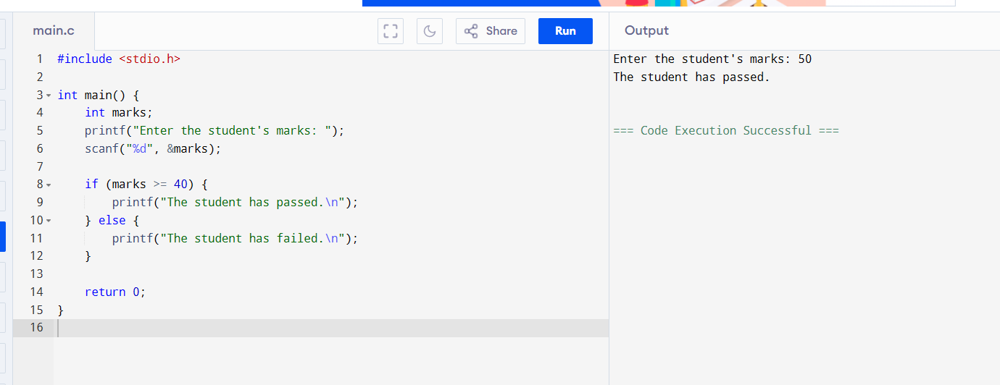 main.c
Share
Run
Output
1 #include <stdio.h>
2
3 int main() {
4     int marks;
5     printf("Enter the student's marks: ");
6     scanf("%d", &marks);
7
8     if (marks >= 40) {
9         printf("The student has passed.\n");
10     } else {
11         printf("The student has failed.\n");
12     }
13
14     return 0;
15 }
16
Enter the student's marks: 50
The student has passed.
=== Code Execution Successful ===